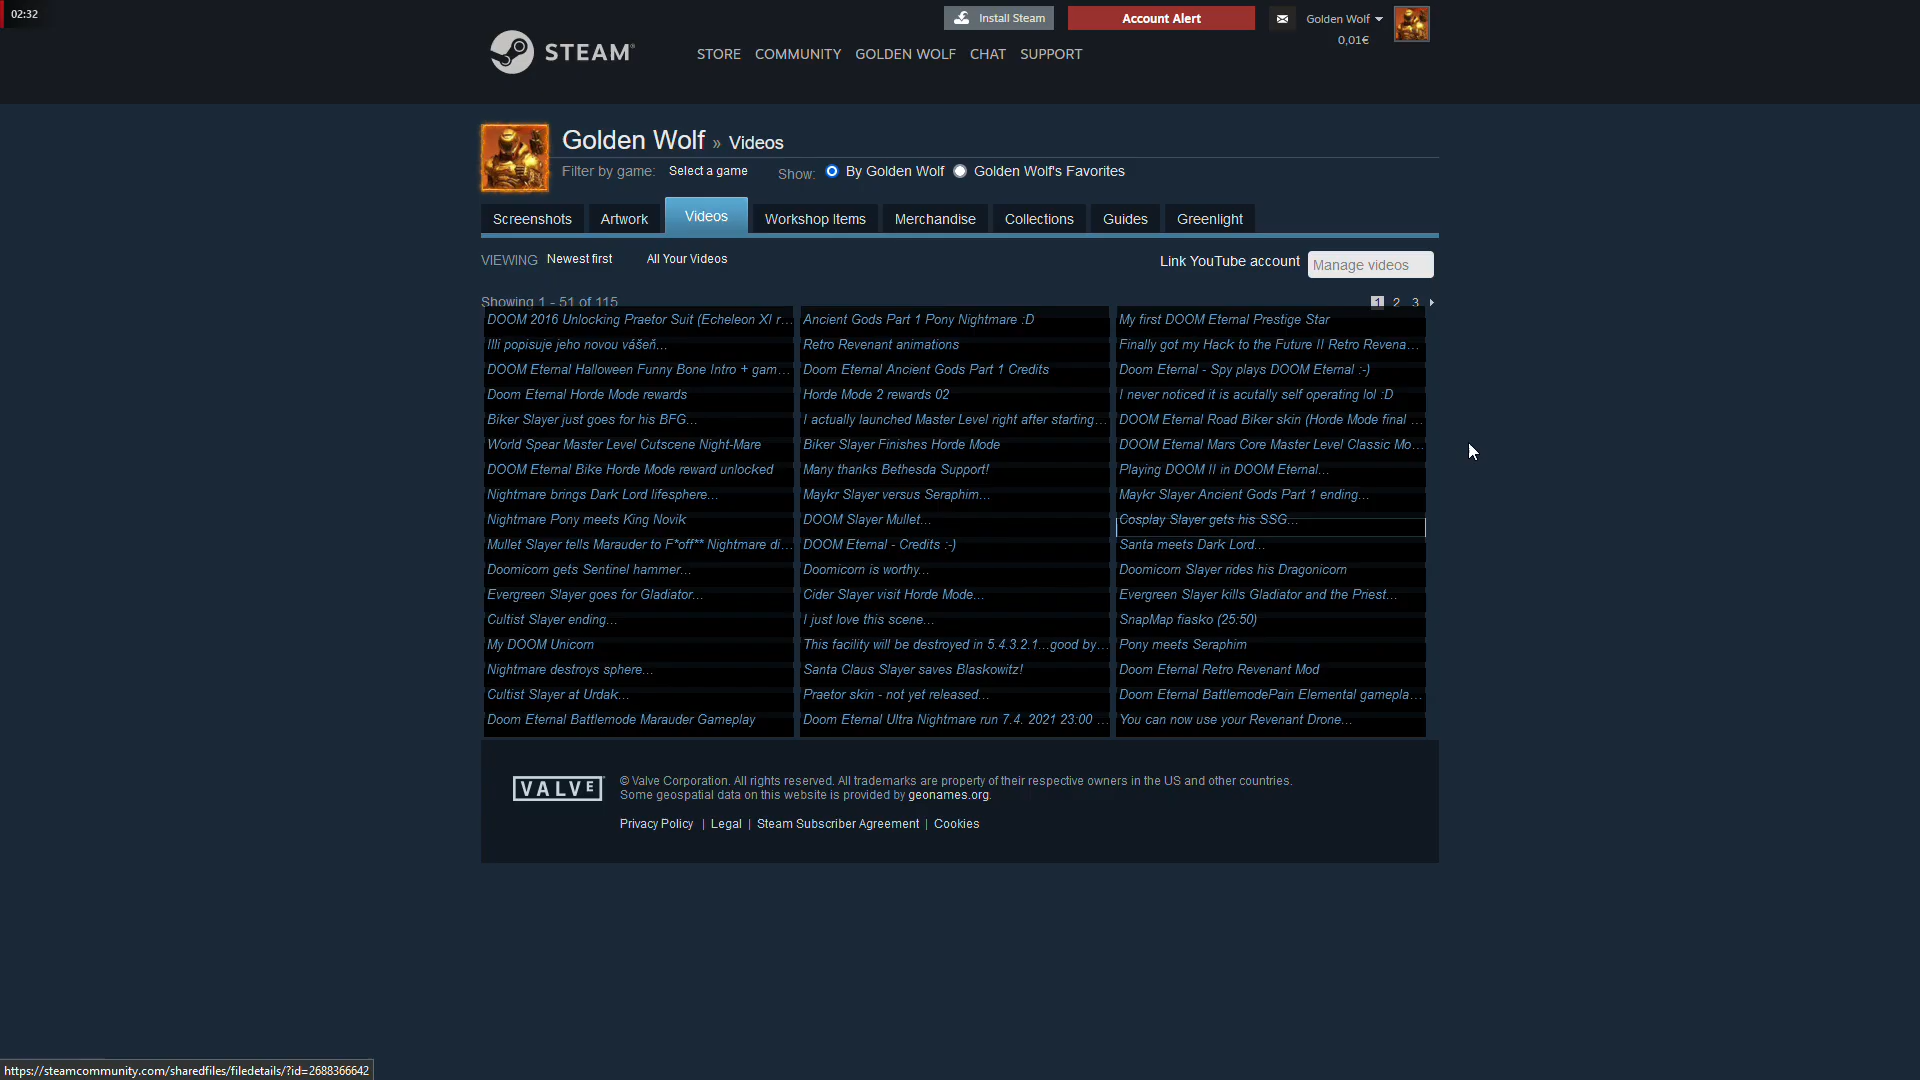 02:32
Install Steam
Account Alert
Golden Wolf
0,01€
STEAM
STORE COMMUNITY GOLDEN WOLF CHAT SUPPORT
Golden Wolf » Videos
Filter by game: Select a game Show: By Golden Wolf Golden Wolf's Favorites
Screenshots Artwork Videos Workshop Items Merchandise Collections Guides Greenlight
VIEWING Newest first All Your Videos Link YouTube account Manage videos
Showing 1 - 51 of 115 1 2 3
DOOM 2016 Unlocking Praetor Suit (Echeleon XI r... Ancient Gods Part 1 Pony Nightmare :D My first DOOM Eternal Prestige Star
Illi popisuje jeho novou vášeň... Retro Revenant animations Finally got my Hack to the Future II Retro Revena...
DOOM Eternal Halloween Funny Bone Intro + gam... Doom Eternal Ancient Gods Part 1 Credits Doom Eternal - Spy plays DOOM Eternal :-)
Doom Eternal Horde Mode rewards Horde Mode 2 rewards 02 I never noticed it is acutally self operating lol :D
Biker Slayer just goes for his BFG... I actually launched Master Level right after starting... DOOM Eternal Road Biker skin (Horde Mode final ...
World Spear Master Level Cutscene Night-Mare Biker Slayer Finishes Horde Mode DOOM Eternal Mars Core Master Level Classic Mo...
DOOM Eternal Bike Horde Mode reward unlocked Many thanks Bethesda Support! Playing DOOM II in DOOM Eternal...
Nightmare brings Dark Lord lifesphere... Maykr Slayer versus Seraphim... Maykr Slayer Ancient Gods Part 1 ending...
Nightmare Pony meets King Novik DOOM Slayer Mullet... Cosplay Slayer gets his SSG...
Mullet Slayer tells Marauder to F*off** Nightmare di... DOOM Eternal - Credits :-) Santa meets Dark Lord...
Doomicorn gets Sentinel hammer... Doomicorn is worthy... Doomicorn Slayer rides his Dragonicorn
Evergreen Slayer goes for Gladiator... Cider Slayer visit Horde Mode... Evergreen Slayer kills Gladiator and the Priest...
Cultist Slayer ending... I just love this scene... SnapMap fiasko (25:50)
My DOOM Unicorn This facility will be destroyed in 5.4.3.2.1...good by... Pony meets Seraphim
Nightmare destroys sphere... Santa Claus Slayer saves Blaskowitz! Doom Eternal Retro Revenant Mod
Cultist Slayer at Urdak... Praetor skin - not yet released... Doom Eternal BattlemodePain Elemental gamepla...
Doom Eternal Battlemode Marauder Gameplay Doom Eternal Ultra Nightmare run 7.4. 2021 23:00 ... You can now use your Revenant Drone...
VALVE
© Valve Corporation. All rights reserved. All trademarks are property of their respective owners in the US and other countries.
Some geospatial data on this website is provided by geonames.org.
Privacy Policy | Legal | Steam Subscriber Agreement | Cookies
https://steamcommunity.com/sharedfiles/filedetails/?id=2688366642